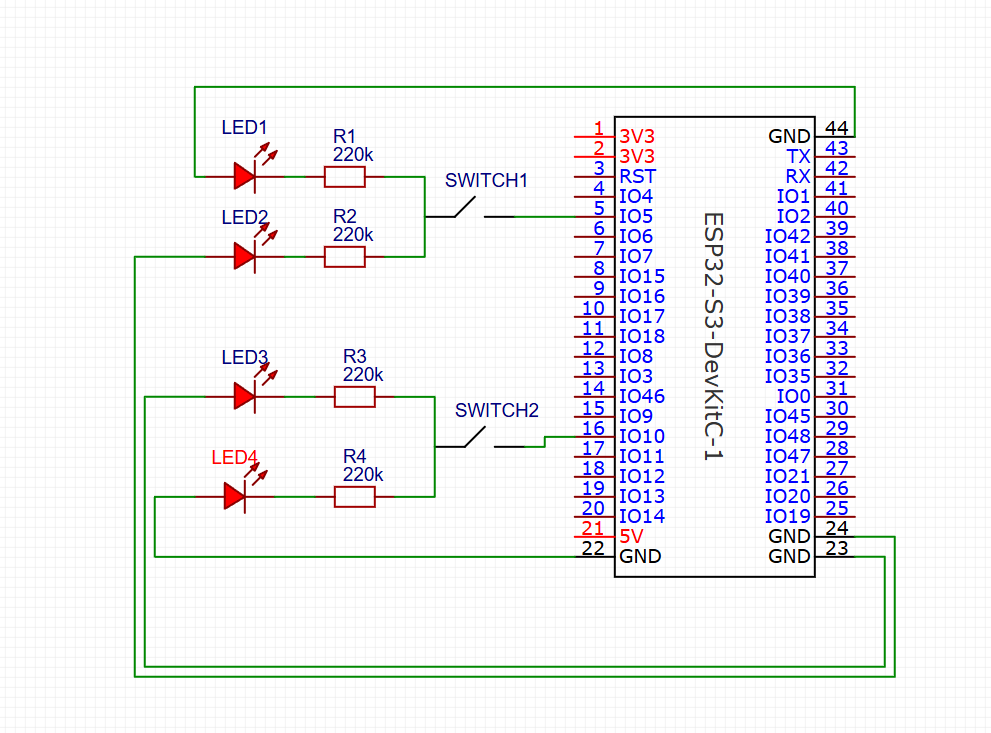 LED1
R1
220k
LED2
R2
220k
SWITCH1
LED3
R3
220k
LED4
R4
220k
SWITCH2
ESP32-S3-DevKitC-1
1 3V3
2 3V3
3 RST
4 IO4
5 IO5
6 IO6
7 IO7
8 IO15
9 IO16
10 IO17
11 IO18
12 IO8
13 IO3
14 IO46
15 IO9
16 IO10
17 IO11
18 IO12
19 IO13
20 IO14
21 5V
22 GND
GND 44
TX 43
RX 42
IO1 41
IO2 40
IO42 39
IO41 38
IO40 37
IO39 36
IO38 35
IO37 34
IO36 33
IO35 32
IO0 31
IO45 30
IO48 29
IO47 28
IO21 27
IO20 26
IO19 25
GND 24
GND 23